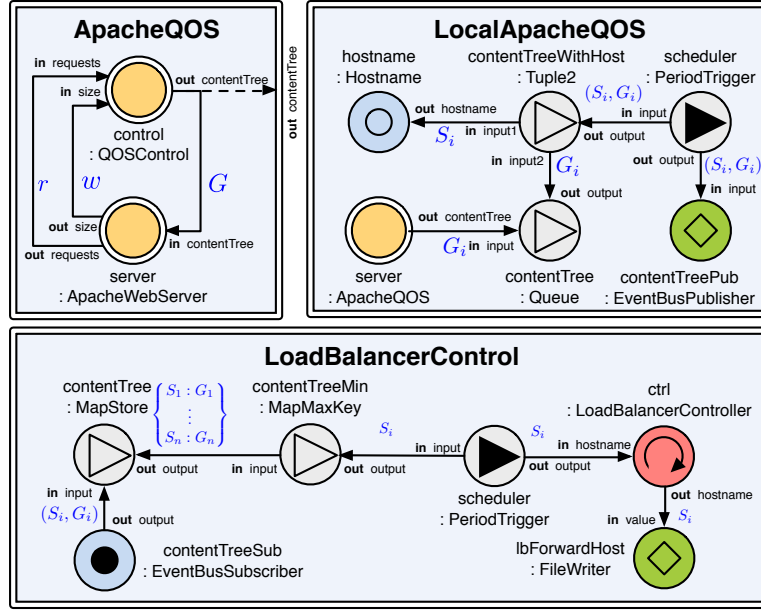 ApacheQOS
in requests
out contentTree
in size
control
: QOSControl
r
w
G
out size
in contentTree
out requests
server
: ApacheWebServer
out contentTree
LocalApacheQOS
hostname
: Hostname
contentTreeWithHost
: Tuple2
scheduler
: PeriodTrigger
(S_i, G_i)
out hostname
in input
S_i
in input1
out output
in input2
G_i
out output
(S_i, G_i)
out output
in input
out contentTree
G_i
in input
server
: ApacheQOS
contentTree
: Queue
contentTreePub
: EventBusPublisher
LoadBalancerControl
contentTree
: MapStore
{S_1 : G_1
⋮
S_n : G_n}
contentTreeMin
: MapMaxKey
ctrl
: LoadBalancerController
S_i
S_i
in input
in hostname
out output
in input
out output
out output
in input
(S_i, G_i)
out output
scheduler
: PeriodTrigger
out hostname
in value
S_i
contentTreeSub
: EventBusSubscriber
lbForwardHost
: FileWriter